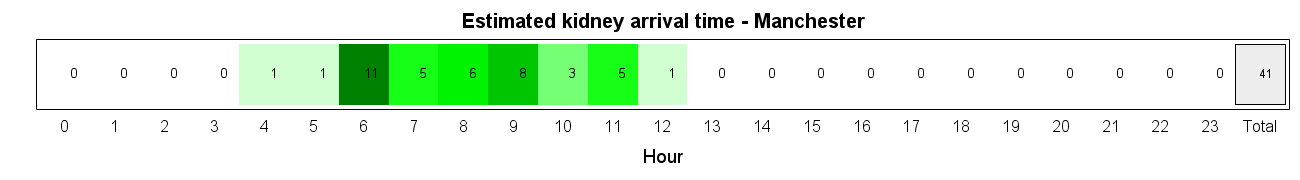 Estimated kidney arrival time - Manchester
0 0 0 0 1 1 11 5 6 8 3 5 1 0 0 0 0 0 0 0 0 0 0 0 41
0 1 2 3 4 5 6 7 8 9 10 11 12 13 14 15 16 17 18 19 20 21 22 23 Total
Hour